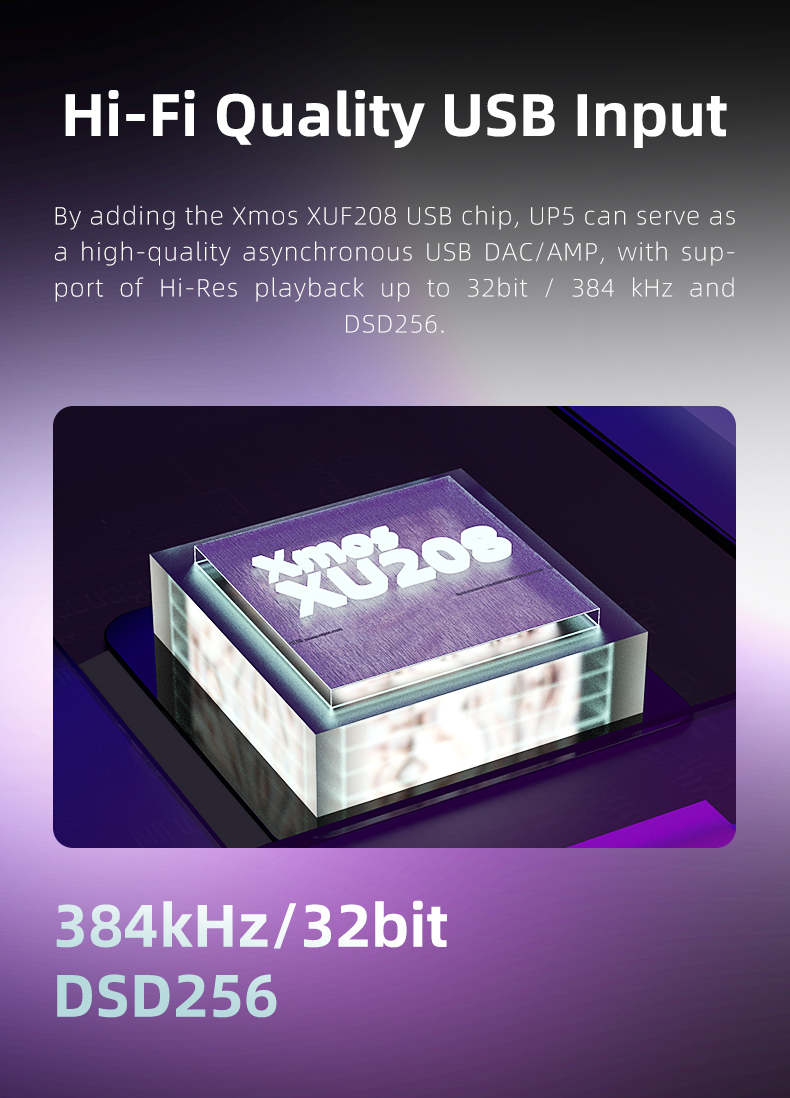 Hi-Fi Quality USB Input
By adding the Xmos XUF208 USB chip, UP5 can serve as
a high-quality asynchronous USB DAC/AMP, with sup-
port of Hi-Res playback up to 32bit / 384 kHz and
DSD256.
Xmos
XU208
384kHz/32bit
DSD256